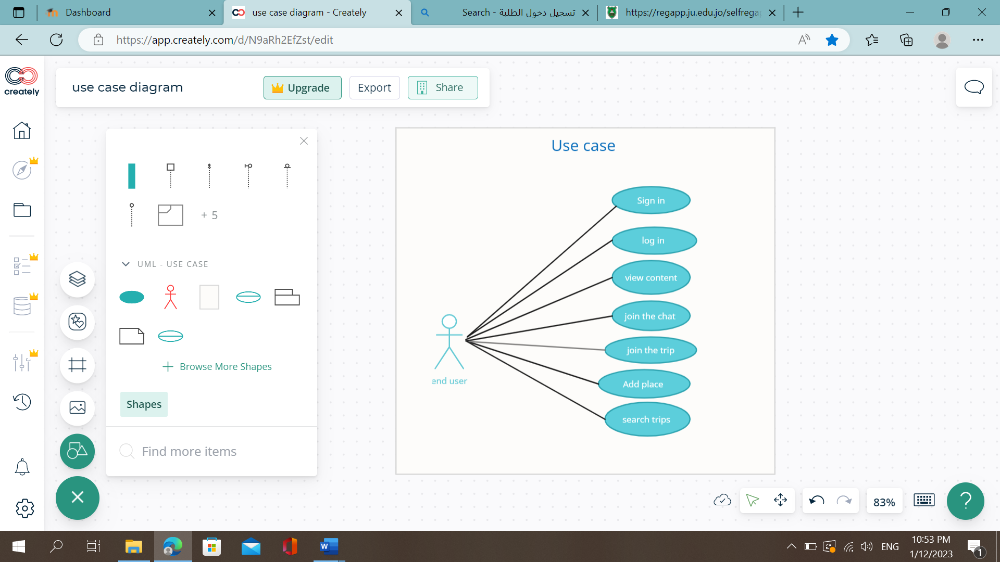 Dashboard
use case diagram - Creately
Search - تسجيل دخول الطلبة
https://regapp.ju.edu.jo/selfregap
https://app.creately.com/d/N9aRh2EfZst/edit
creately
use case diagram
Upgrade
Export
Share
+ 5
UML - USE CASE
Browse More Shapes
Shapes
Find more items
Use case
Sign in
log in
view content
join the chat
join the trip
Add place
search trips
end user
83%
?
W
ENG
10:53 PM
1/12/2023
1